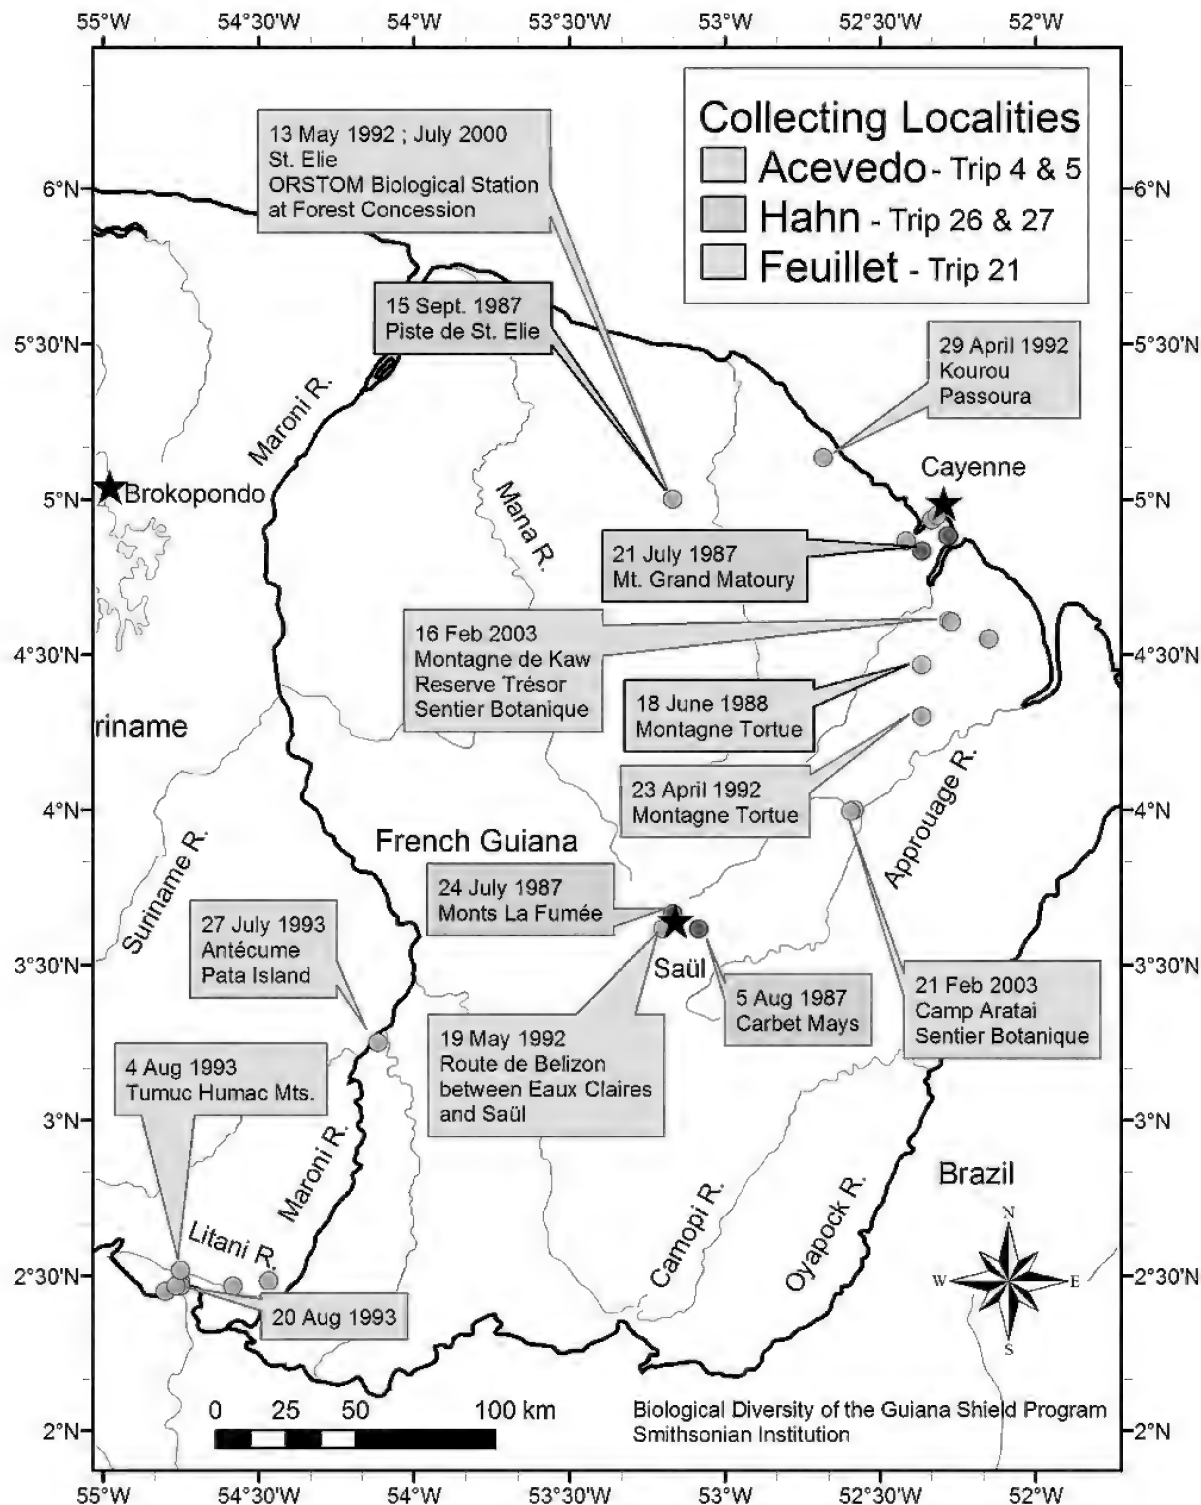 55°W 54°30'W 54°W 53°30'W 53°W 52°30'W 52°W
Collecting Localities
Acevedo - Trip 4 & 5
Hahn - Trip 26 & 27
Feuillet - Trip 21
13 May 1992 ; July 2000
St. Elie
ORSTOM Biological Station
at Forest Concession
6°N 6°N
15 Sept. 1987
Piste de St. Elie
5°30'N 5°30'N
29 April 1992
Kourou
Passoura
Maroni R.
Cayenne
Brokopondo
5°N 5°N
Mana R.
21 July 1987
Mt. Grand Matoury
16 Feb 2003
Montagne de Kaw
Reserve Trésor
Sentier Botanique
4°30'N 4°30'N
18 June 1988
Montagne Tortue
riname
23 April 1992
Montagne Tortue
4°N 4°N
French Guiana
Approuage R.
Suriname R.
24 July 1987
Monts La Fumée
27 July 1993
Antécume
Pata Island
3°30'N 3°30'N
Saül
5 Aug 1987
Carbet Mays
21 Feb 2003
Camp Aratai
Sentier Botanique
19 May 1992
Route de Belizon
between Eaux Claires
and Saül
4 Aug 1993
Tumuc Humac Mts.
3°N 3°N
Maroni R.
Brazil
Litani R.
Camopi R.
Oyapock R.
N
W E
S
2°30'N 2°30'N
20 Aug 1993
0 25 50 100 km
Biological Diversity of the Guiana Shield Program
Smithsonian Institution
2°N 2°N
55°W 54°30'W 54°W 53°30'W 53°W 52°30'W 52°W